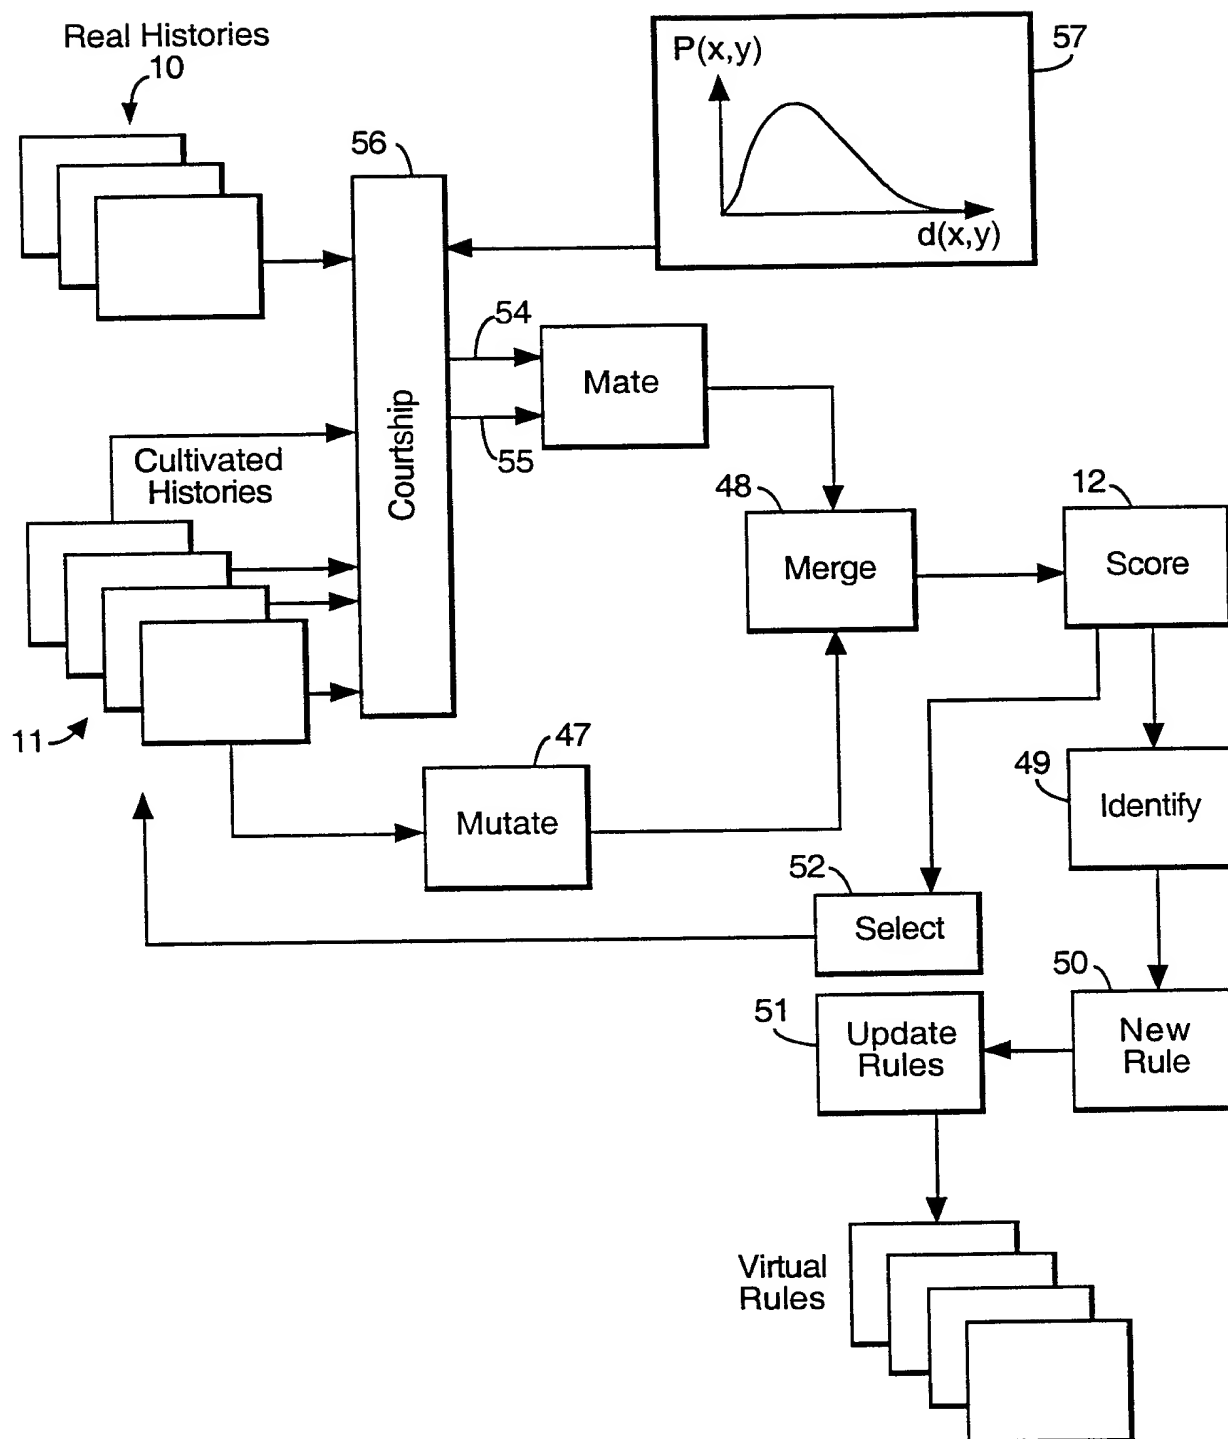 Real Histories
10
P(x,y)
57
d(x,y)
56
Courtship
54
Mate
55
Cultivated
Histories
48
Merge
12
Score
11
47
Mutate
49
Identify
52
Select
50
New
Rule
51
Update
Rules
Virtual
Rules